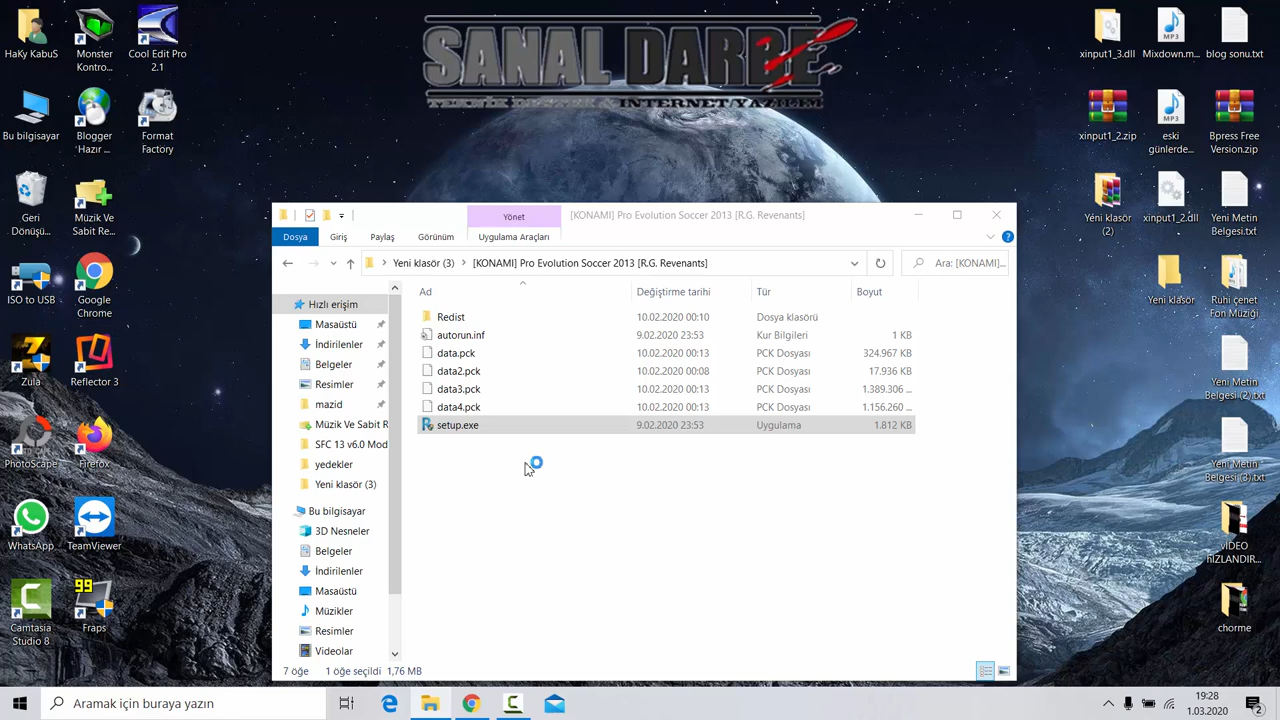 HaKy KabuS
Monster
Kontro...
Cool Edit Pro
2.1
SANAL DARBE
TEKNİK DESTEK & İNTERNET YAZILIM
xinput1_3.dll
Mixdown.m...
blog sonu.txt
Bu bilgisayar
Blogger
Hazır ...
Format
Factory
xinput1_2.zip
eski
günlerde...
Bpress Free
Version.zip
Geri
Dönüşü...
Müzik Ve
Sabit Re...
Yeni klasör
(2)
xinput1_2.dll
Yeni Metin
Belgesi.txt
ISO to USB
Google
Chrome
Yeni klasör
Ruhi çenet
Fon Müziği
Zula
Reflector 3
Yeni Metin
Belgesi (2).txt
PhotoScape
Firefox
Yeni Metin
Belgesi (3).txt
WhatsApp
TeamViewer
vİDEO
hIZLANDIR...
Camtasia
Studio 8
99
Fraps
chorme
Yönet
[KONAMI] Pro Evolution Soccer 2013 [R.G. Revenants]
Dosya
Giriş
Paylaş
Görünüm
Uygulama Araçları
Yeni klasör (3)
[KONAMI] Pro Evolution Soccer 2013 [R.G. Revenants]
Ara: [KONAMI]...
Ad
Değiştirme tarihi
Tür
Boyut
Hızlı erişim
Masaüstü
İndirilenler
Belgeler
Resimler
mazid
Müzik Ve Sabit R
SFC 13 v6.0 Mod
yedekler
Yeni klasör (3)
Bu bilgisayar
3D Nesneler
Belgeler
İndirilenler
Masaüstü
Müzikler
Resimler
Videolar
Redist 10.02.2020 00:10 Dosya klasörü
autorun.inf 9.02.2020 23:53 Kur Bilgileri 1 KB
data.pck 10.02.2020 00:13 PCK Dosyası 324.967 KB
data2.pck 10.02.2020 00:08 PCK Dosyası 17.936 KB
data3.pck 10.02.2020 00:13 PCK Dosyası 1.389.306 ...
data4.pck 10.02.2020 00:13 PCK Dosyası 1.156.260 ...
setup.exe 9.02.2020 23:53 Uygulama 1.812 KB
7 öğe
1 öğe seçildi 1,76 MB
Aramak için buraya yazın
19:28
1.03.2020
2